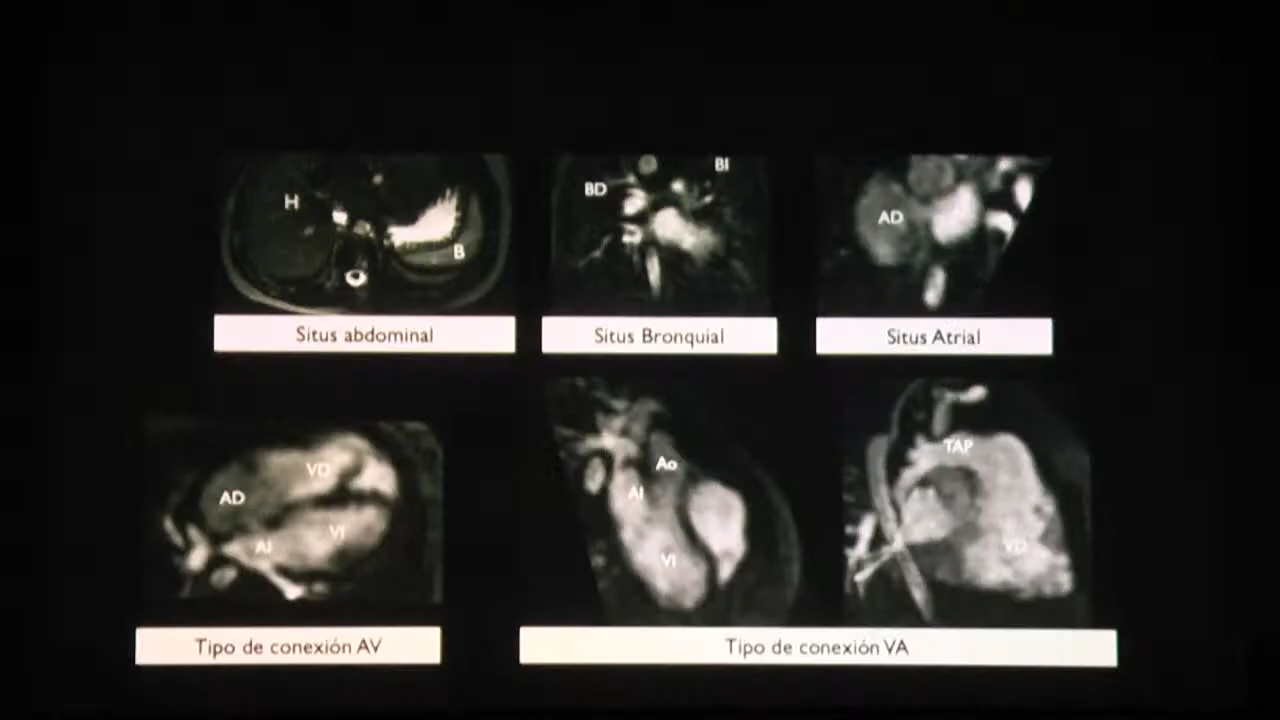 H
B
Situs abdominal
BD
BI
Situs Bronquial
AD
Situs Atrial
AD
VD
AI
VI
Tipo de conexión AV
Ao
AI
VI
TAP
VD
Tipo de conexión VA